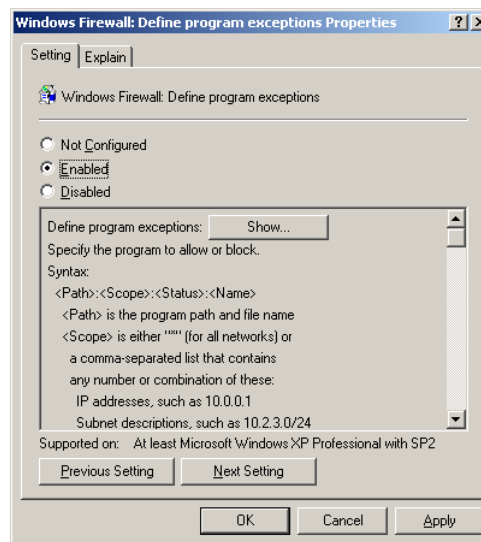 Windows Firewall: Define program exceptions Properties
Setting
Explain
Windows Firewall: Define program exceptions
Not Configured
Enabled
Disabled
Define program exceptions:
Show...
Specify the program to allow or block.
Syntax:
<Path>:<Scope>:<Status>:<Name>
<Path> is the program path and file name
<Scope> is either "*" (for all networks) or
a comma-separated list that contains
any number or combination of these:
IP addresses, such as 10.0.0.1
Subnet descriptions, such as 10.2.3.0/24
Supported on: At least Microsoft Windows XP Professional with SP2
Previous Setting
Next Setting
OK
Cancel
Apply